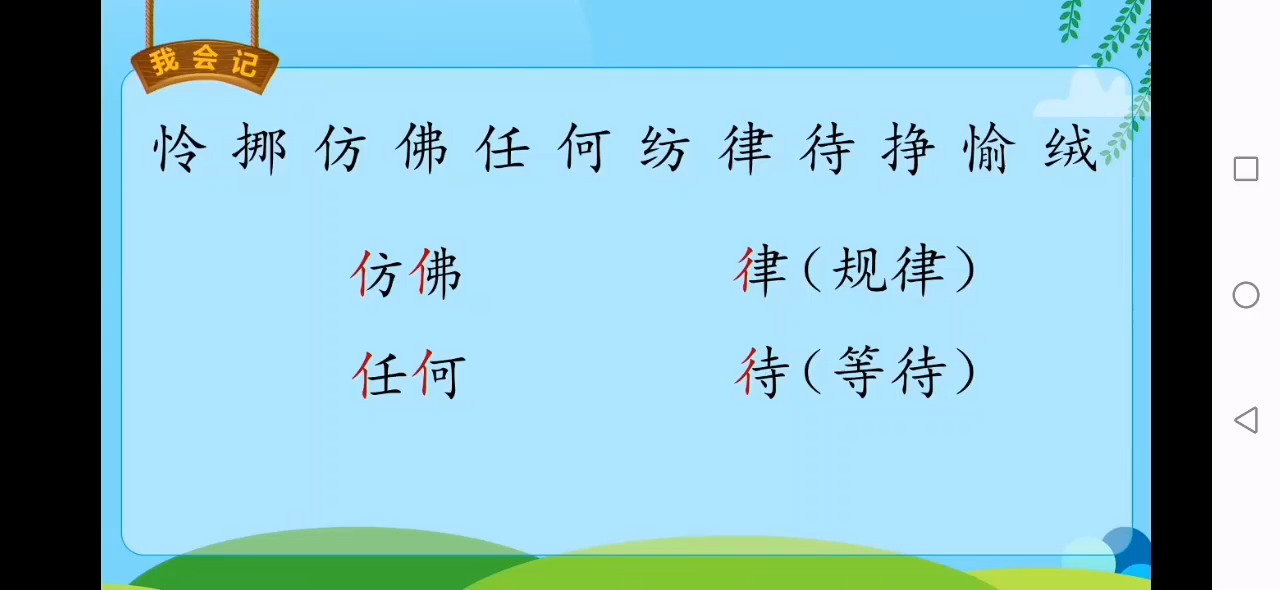 我会记
怜 挪 仿 佛 任 何 纺 律 待 挣 愉 绒
仿佛 律（规律）
任何 待（等待）